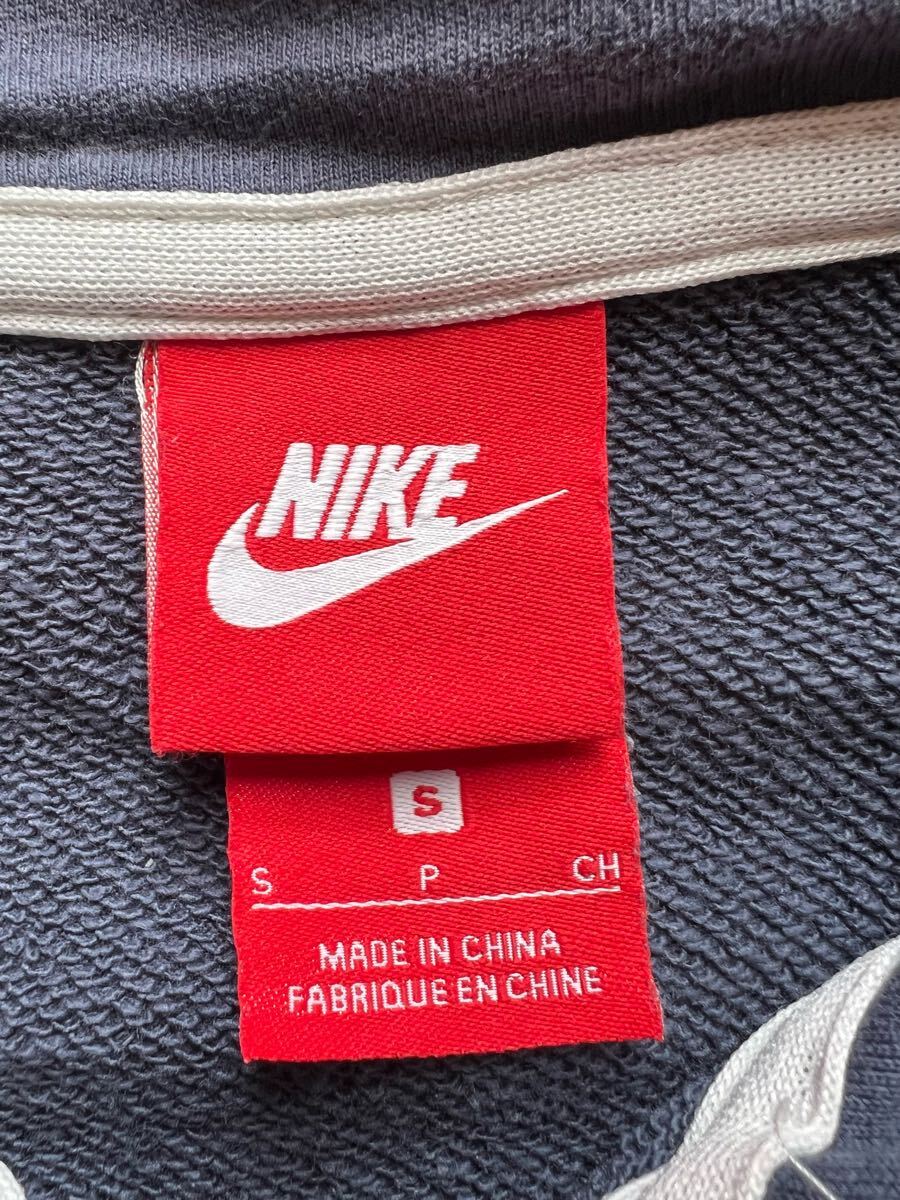 NIKE
S
S P CH
MADE IN CHINA
FABRIQUE EN CHINE